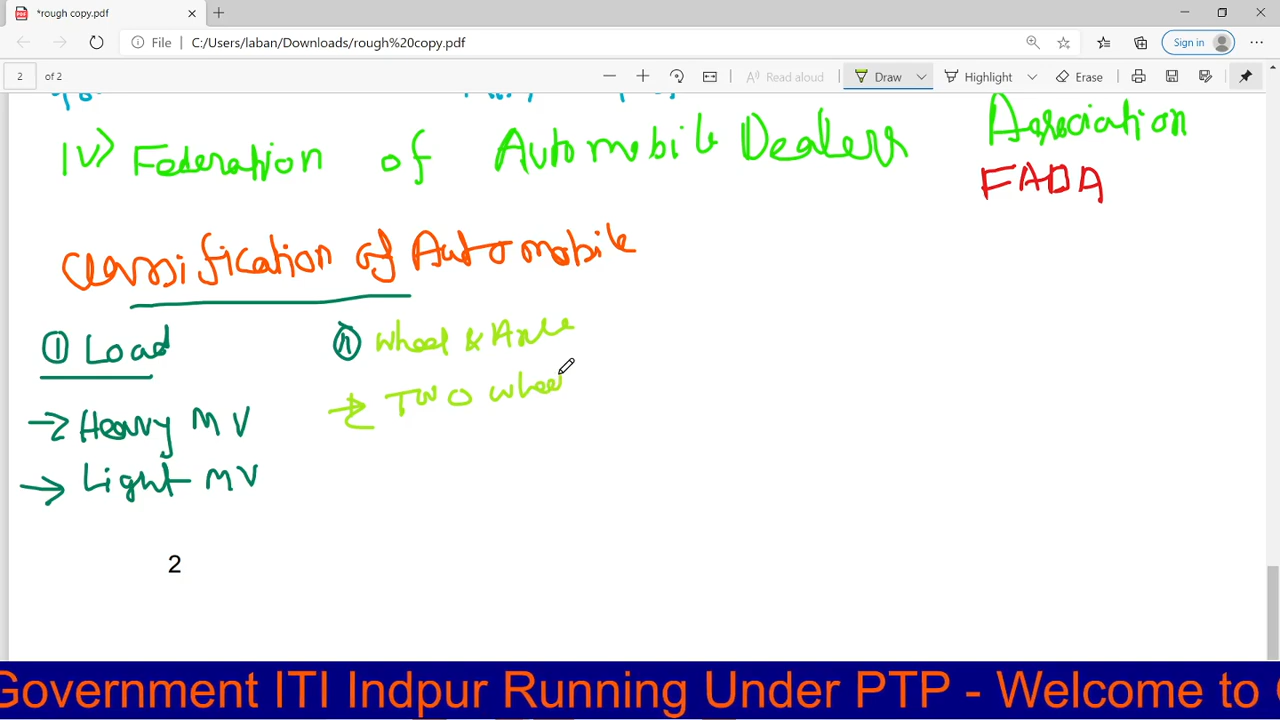 *rough copy.pdf
File C:/Users/laban/Downloads/rough%20copy.pdf Sign in
2 of 2 Read aloud Draw Highlight Erase
iv) Federation of Automobile Dealers Association
FADA
Classification of Automobile
① Load
→ Heavy MV
→ Light MV
ⓘⓘ Wheel & Axle
→ Two wheel
2
Government ITI Indpur Running Under PTP - Welcome to